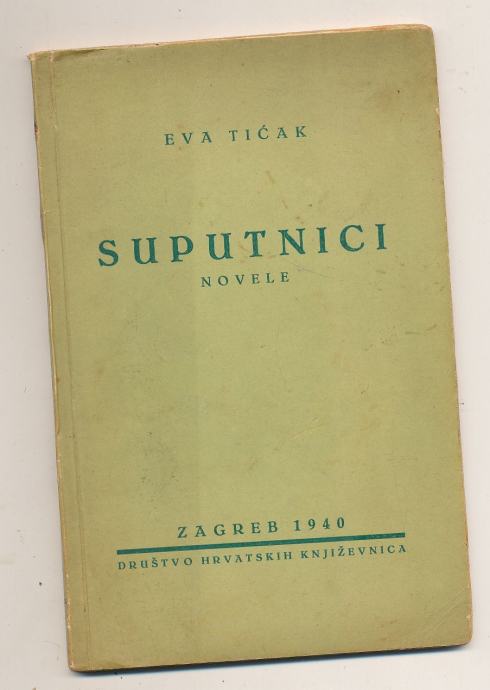 EVA TIĆAK
SUPUTNICI
NOVELE
ZAGREB 1940
DRUŠTVO HRVATSKIH KNJIŽEVNICA